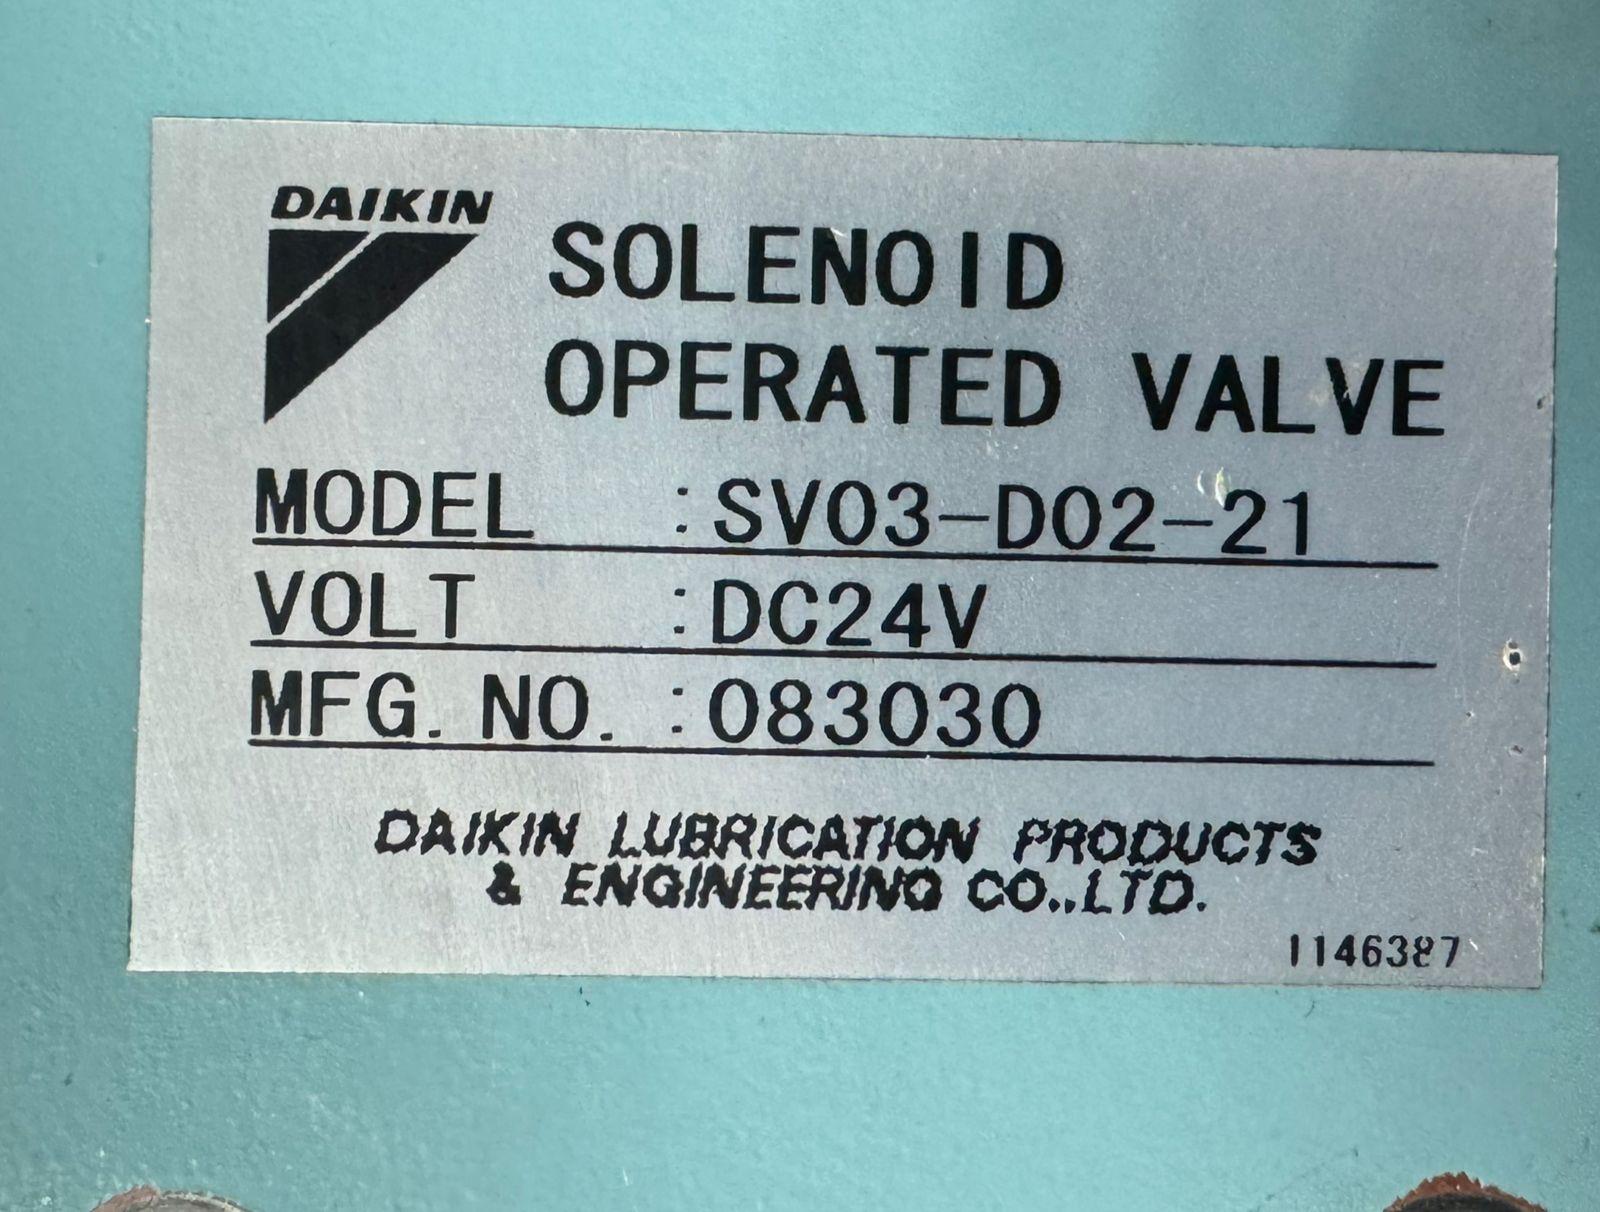 DAIKIN
SOLENOID
OPERATED VALVE
MODEL :SV03-D02-21
VOLT :DC24V
MFG. NO. :083030
DAIKIN LUBRICATION PRODUCTS
& ENGINEERING CO.,LTD.
1146387